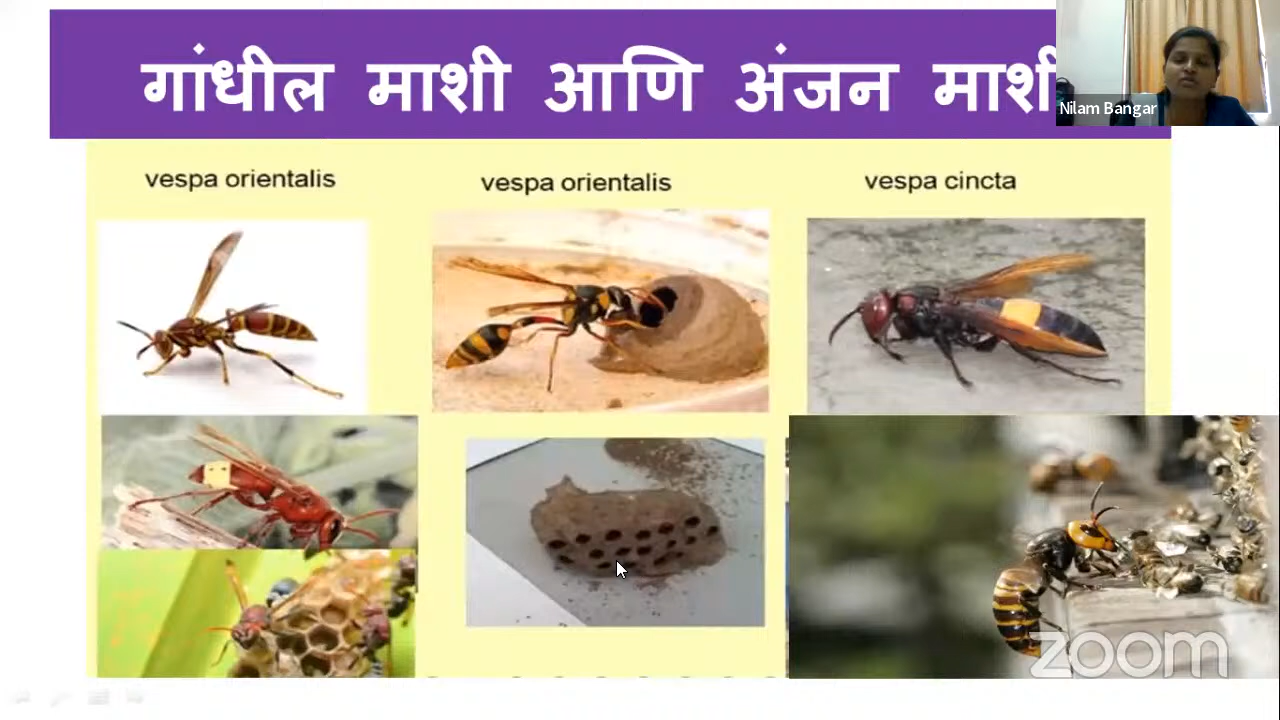 गांधील माशी आणि अंजन माशी
Nilam Bangar
vespa orientalis
vespa orientalis
vespa cincta
zoom